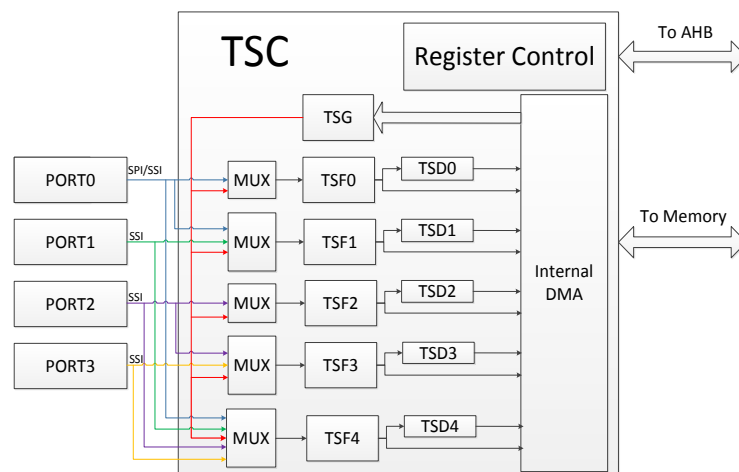 TSC
Register Control
To AHB
TSG
PORT0
SPI/SSI
MUX
TSF0
TSD0
PORT1
SSI
MUX
TSF1
TSD1
To Memory
Internal
DMA
PORT2
SSI
MUX
TSF2
TSD2
PORT3
SSI
MUX
TSF3
TSD3
MUX
TSF4
TSD4